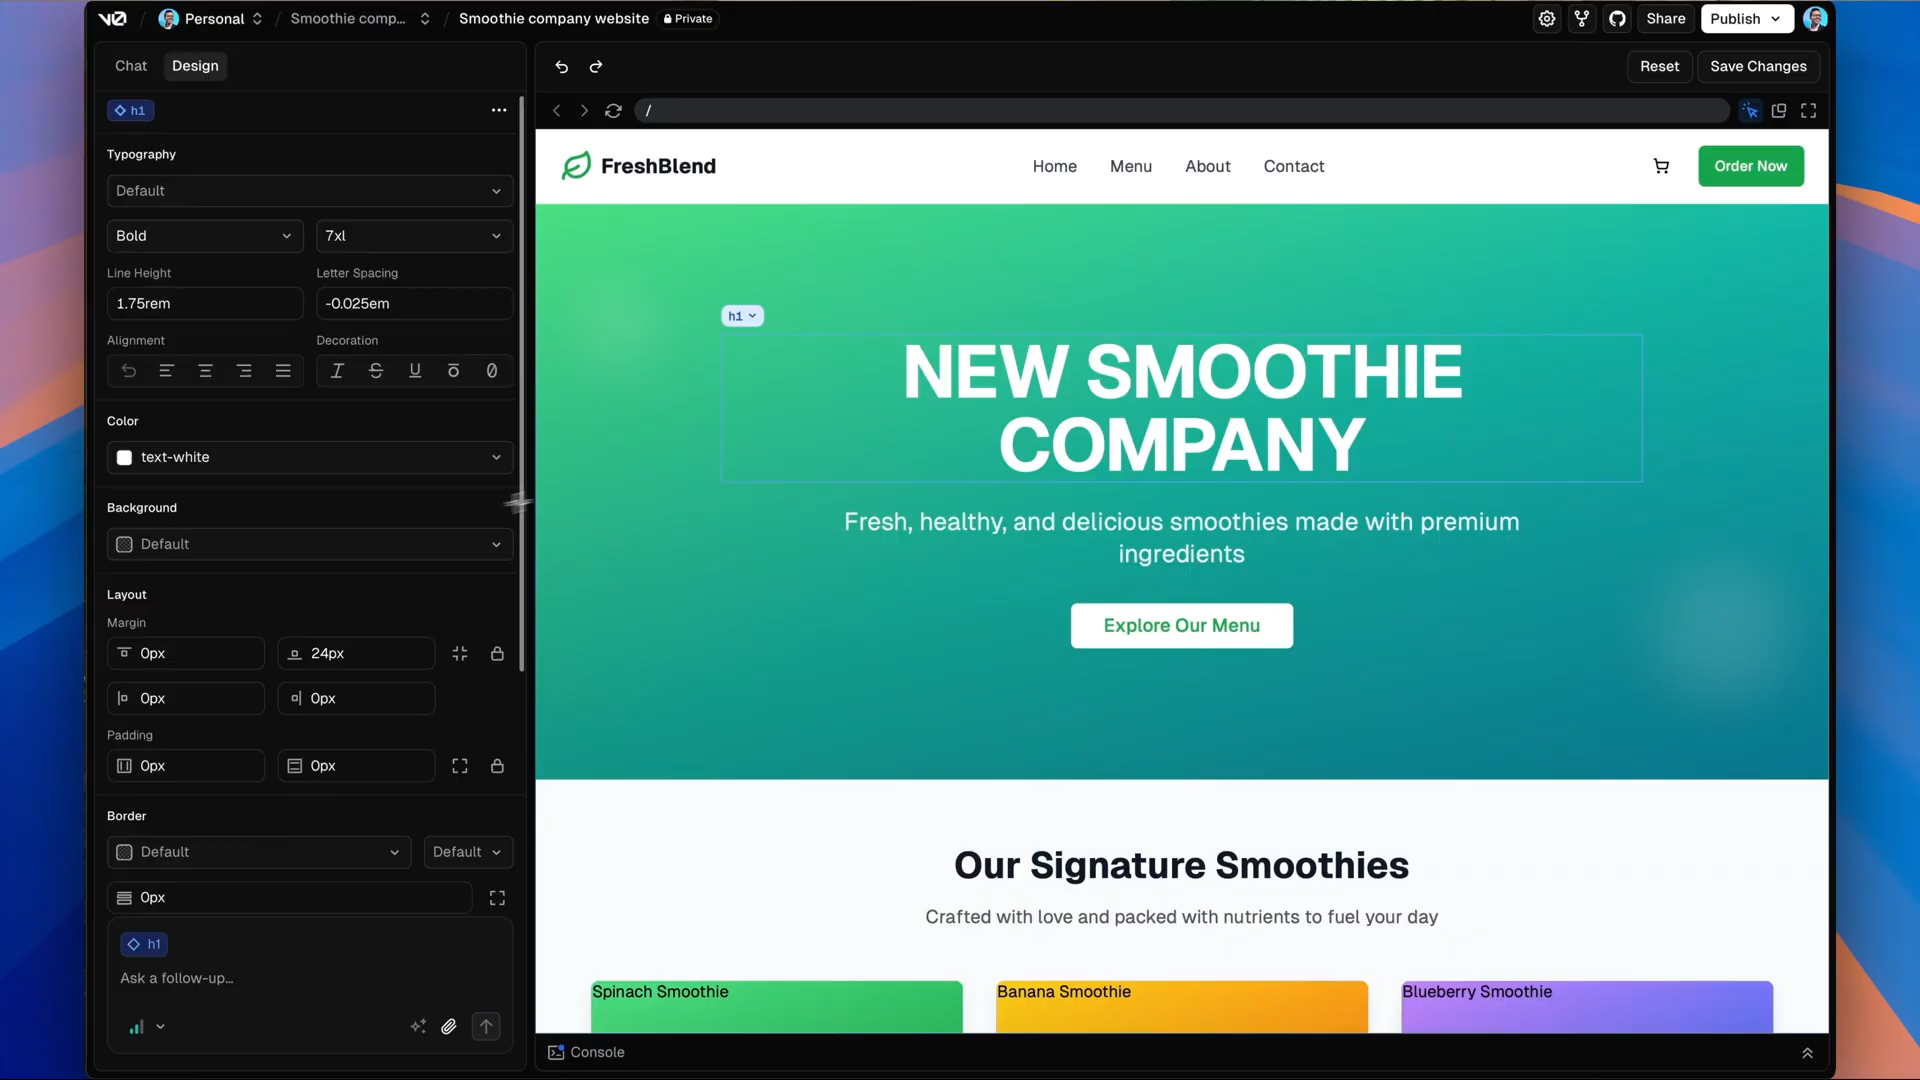 v0 / Personal / Smoothie comp... / Smoothie company website Private
Share Publish
Chat Design
Reset Save Changes
h1
/
Typography
Default
Bold 7xl
Line Height Letter Spacing
1.75rem -0.025em
Alignment Decoration
Color
text-white
Background
Default
Layout
Margin
0px 24px
0px 0px
Padding
0px 0px
Border
Default Default
0px
h1
Ask a follow-up...
FreshBlend Home Menu About Contact Order Now
h1
NEW SMOOTHIE
COMPANY
Fresh, healthy, and delicious smoothies made with premium
ingredients
Explore Our Menu
Our Signature Smoothies
Crafted with love and packed with nutrients to fuel your day
Spinach Smoothie Banana Smoothie Blueberry Smoothie
Console